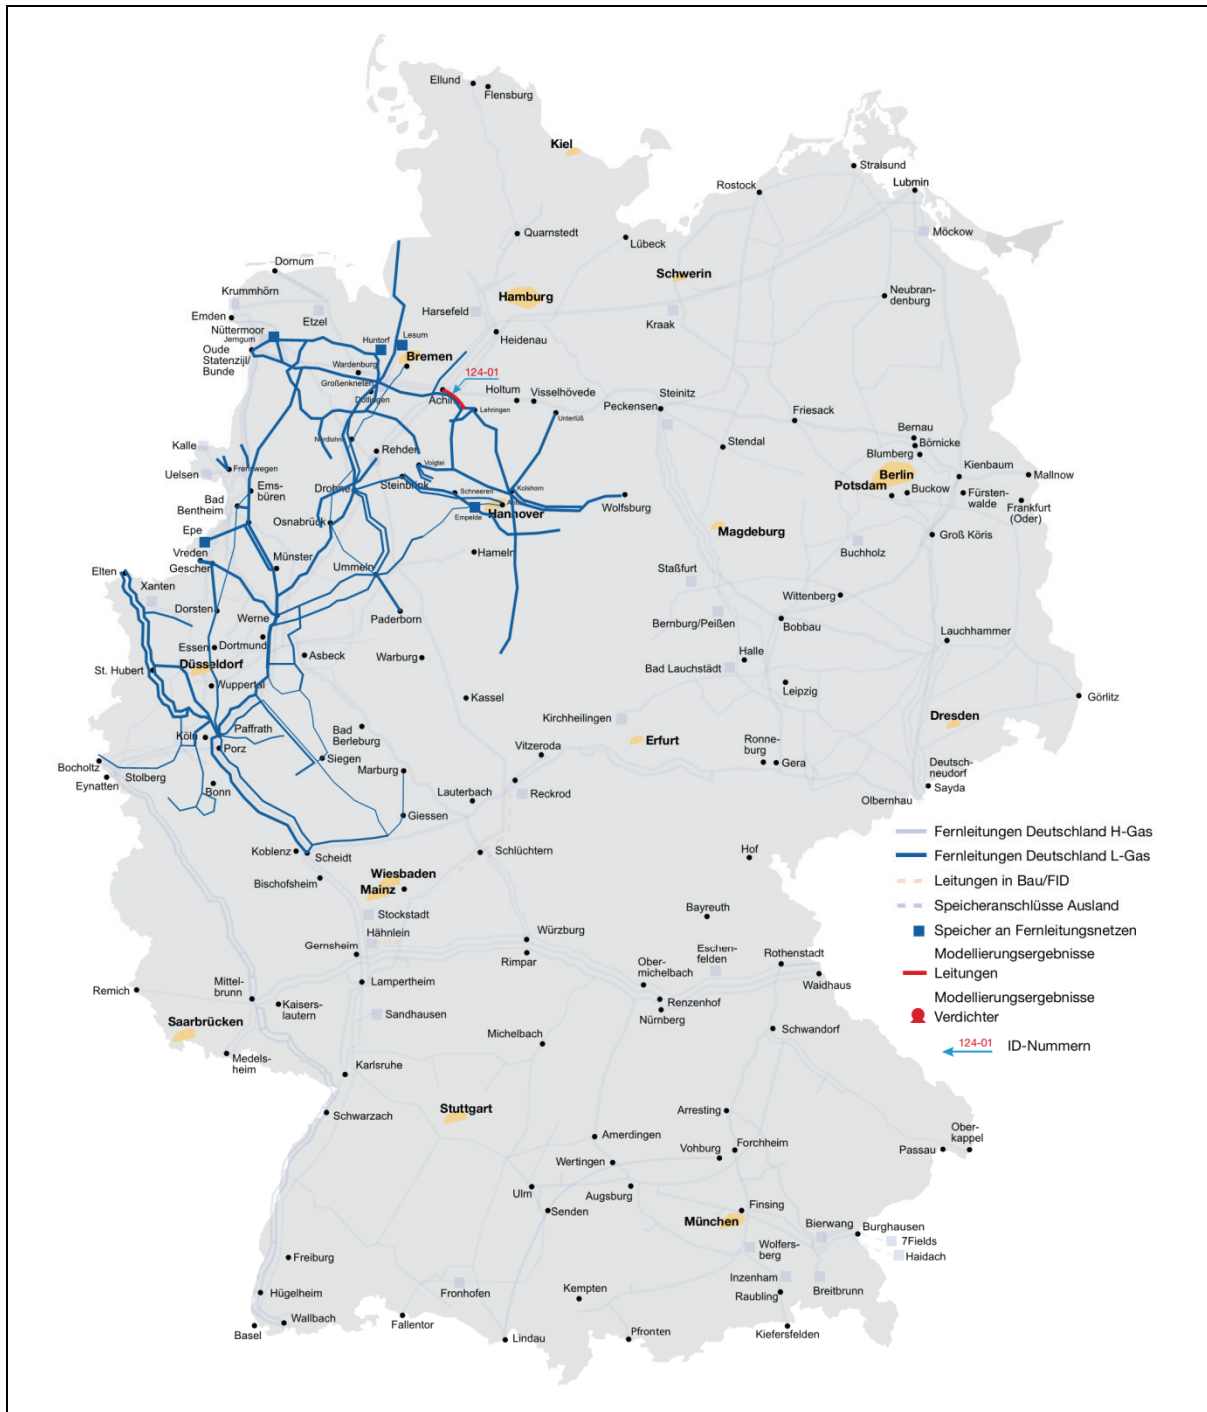 Ellund
Flensburg
Kiel
Stralsund
Rostock
Lubmin
Quarnstedt
Lübeck
Möckow
Dornum
Schwerin
Krummhörn
Hamburg
Neubran-
denburg
Emden
Etzel
Harsefeld
Kraak
Nüttermoor
Jemgum
Huntorf
Lesum
Heidenau
Oude
Statenzijl/
Bunde
Bremen
Wardenburg
Großenkneten
124-01
Dötlingen
Achim
Holtum
Visselhövede
Steinitz
Lehringen
Peckensen
Unterlüß
Friesack
Bernau
Kalle
Nordlohne
Rehden
Stendal
Börnicke
Blumberg
Uelsen
Frenswegen
Voigtei
Berlin
Kienbaum
Mallnow
Ems-
büren
Drohne
Steinbrink
Schneeren
Kolshorn
Potsdam
Buckow
Fürsten-
walde
Frankfurt
(Oder)
Bad
Bentheim
Osnabrück
Empelde
Hannover
Wolfsburg
Magdeburg
Epe
Groß Köris
Vreden
Gescher
Münster
Ummeln
Hameln
Buchholz
Elten
Xanten
Staßfurt
Wittenberg
Dorsten
Werne
Paderborn
Bernburg/Peißen
Bobbau
Essen
Dortmund
Asbeck
Warburg
Halle
Lauchhammer
Düsseldorf
St. Hubert
Bad Lauchstädt
Wuppertal
Kassel
Leipzig
Görlitz
Kirchheilingen
Dresden
Köln
Paffrath
Bad
Berleburg
Erfurt
Ronne-
burg
Porz
Vitzeroda
Gera
Bocholtz
Stolberg
Siegen
Marburg
Deutsch-
neudorf
Eynatten
Bonn
Lauterbach
Reckrod
Sayda
Olbernhau
Giessen
Koblenz
Scheidt
Schlüchtern
Hof
Bischofsheim
Wiesbaden
Mainz
Stockstadt
Bayreuth
Hähnlein
Würzburg
Gernsheim
Rimpar
Eschen-
felden
Rothenstadt
Ober-
michelbach
Waidhaus
Remich
Mittel-
brunn
Lampertheim
Kaisers-
lautern
Renzenhof
Nürnberg
Saarbrücken
Sandhausen
Michelbach
Schwandorf
Medels-
heim
Karlsruhe
Schwarzach
Stuttgart
Arresting
Amerdingen
Vohburg
Forchheim
Ober-
kappel
Wertingen
Passau
Ulm
Augsburg
Senden
Finsing
München
Bierwang
Burghausen
7Fields
Haidach
Wolfers-
berg
Freiburg
Inzenham
Raubling
Breitbrunn
Fronhofen
Kempten
Hügelheim
Wallbach
Basel
Fallentor
Lindau
Pfronten
Kiefersfelden
Fernleitungen Deutschland H-Gas
Fernleitungen Deutschland L-Gas
Leitungen in Bau/FID
Speicheranschlüsse Ausland
Speicher an Fernleitungsnetzen
Modellierungsergebnisse
Leitungen
Modellierungsergebnisse
Verdichter
124-01 ID-Nummern